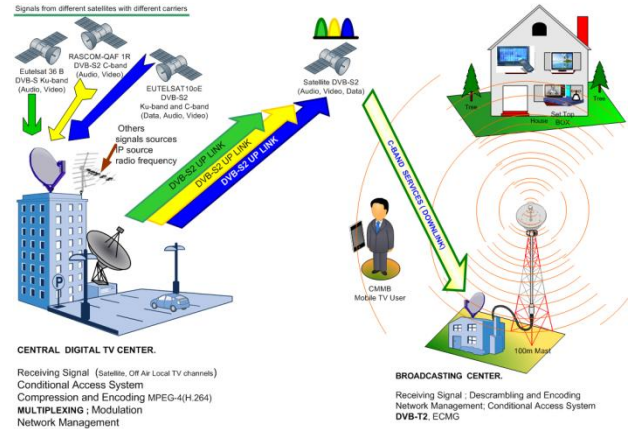 Signals from different satellites with different carriers
RASCOM-QAF 1R
DVB-S2 C-band
(Audio, Video)
Eutelsat 36 B
DVB-S Ku-band
(Audio, Video)
EUTELSAT10oE
DVB-S2
Ku-band and C-band
(Data, Audio, Video)
Satellite DVB-S2
(Audio, Video, Data)
Others
signals sources
IP source
radio frequency
DVB-S2 UP LINK
DVB-S2 UP LINK
DVB-S2 UP LINK
C-BAND SERVICES ( DOWNLINK)
Tree
House
Set Top
BOX
Tree
P
CMMB
Mobile TV User
100m Mast
CENTRAL DIGITAL TV CENTER.
Receiving Signal (Satellite, Off Air Local TV channels)
Conditional Access System
Compression and Encoding MPEG-4(H.264)
MULTIPLEXING ; Modulation
Network Management
BROADCASTING CENTER.
Receiving Signal ; Descrambling and Encoding
Network Management; Conditional Access System
DVB-T2, ECMG